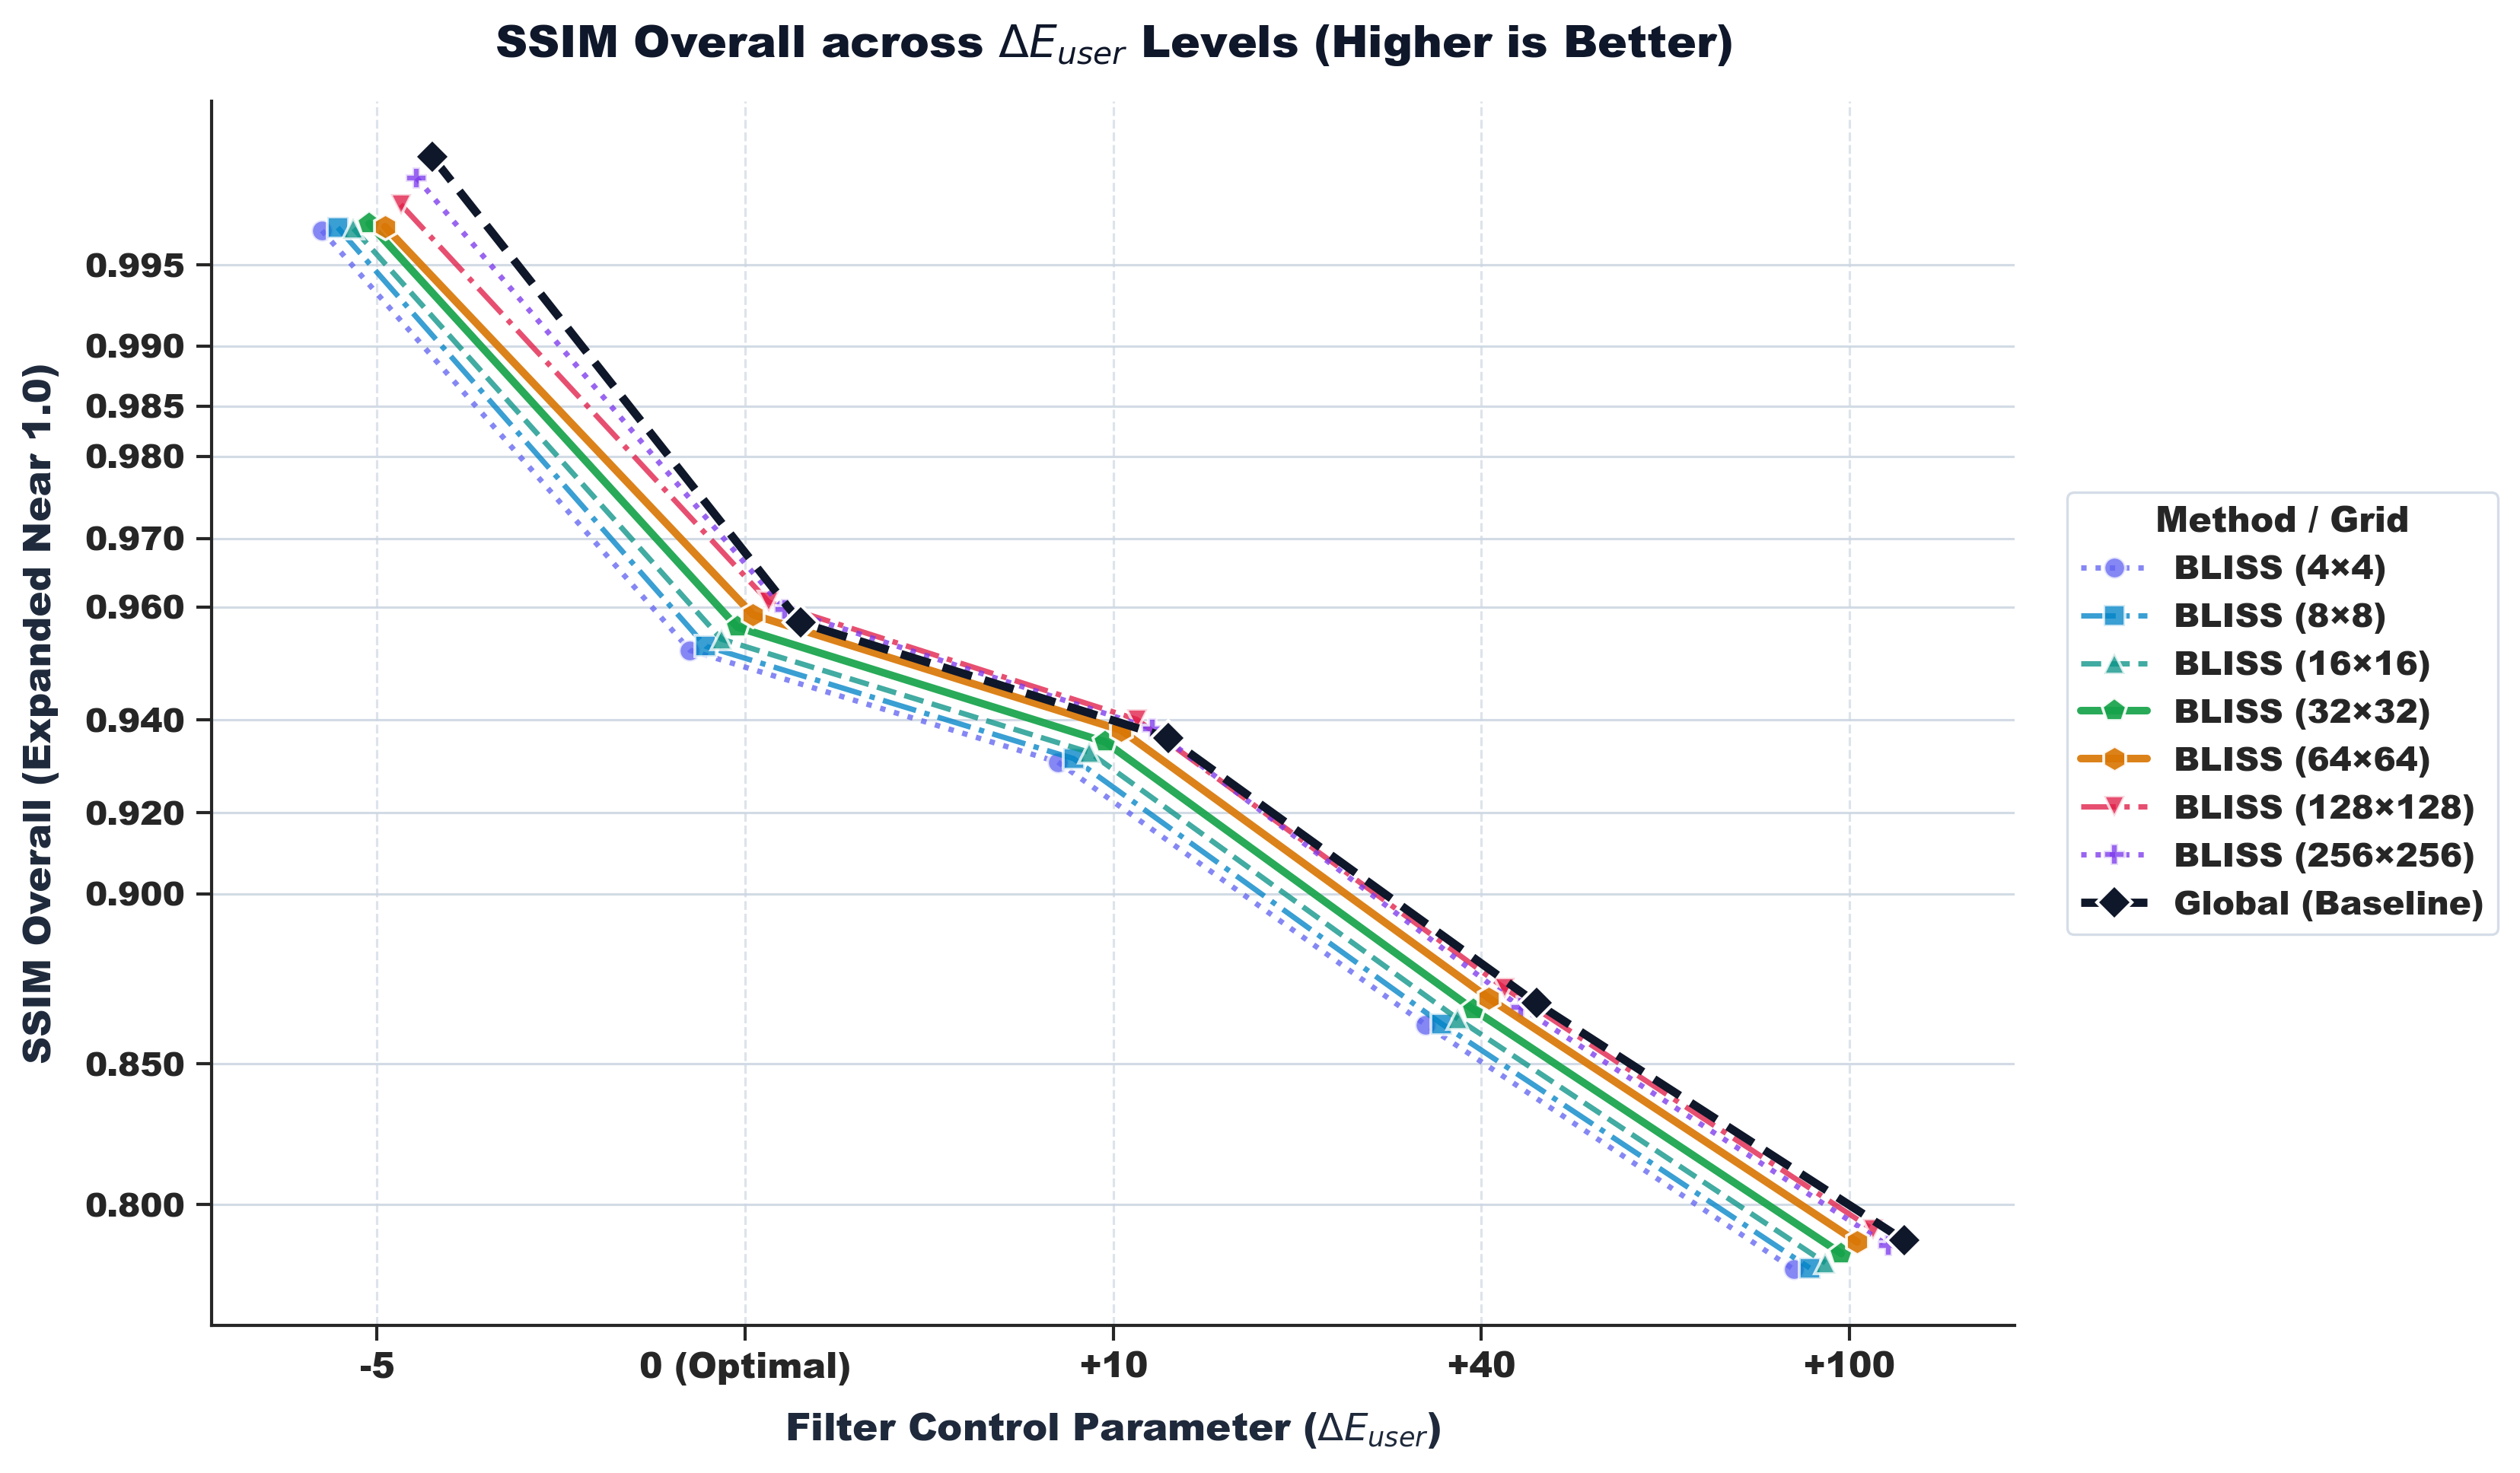 SSIM Overall across ΔE_user Levels (Higher is Better)
SSIM Overall (Expanded Near 1.0)
0.995
0.990
0.985
0.980
0.970
0.960
0.940
0.920
0.900
0.850
0.800
-5
0 (Optimal)
+10
+40
+100
Filter Control Parameter (ΔE_user)
Method / Grid
BLISS (4×4)
BLISS (8×8)
BLISS (16×16)
BLISS (32×32)
BLISS (64×64)
BLISS (128×128)
BLISS (256×256)
Global (Baseline)